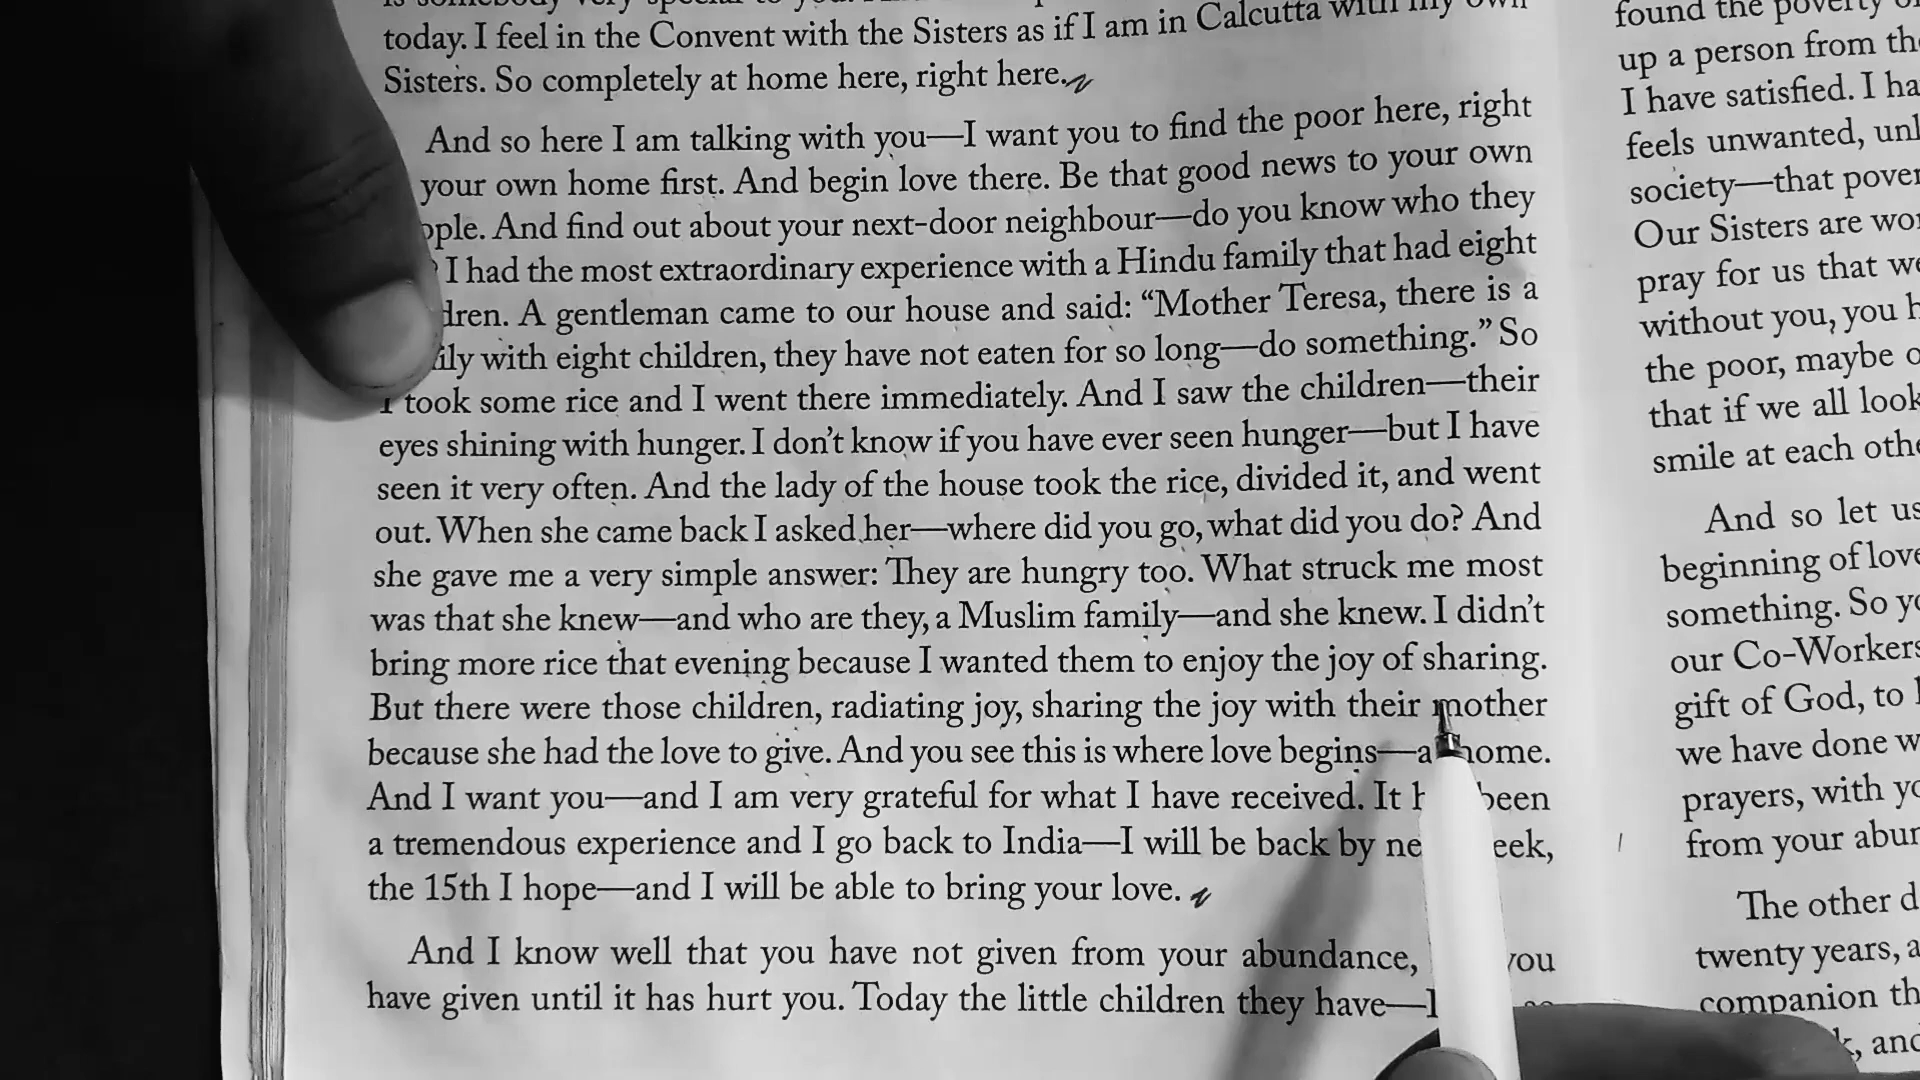 today. I feel in the Convent with the Sisters as if I am in Calcutta with my own
Sisters. So completely at home here, right here.
And so here I am talking with you—I want you to find the poor here, right
your own home first. And begin love there. Be that good news to your own
ople. And find out about your next-door neighbour—do you know who they
I had the most extraordinary experience with a Hindu family that had eight
dren. A gentleman came to our house and said: “Mother Teresa, there is a
ily with eight children, they have not eaten for so long—do something.” So
I took some rice and I went there immediately. And I saw the children—their
eyes shining with hunger. I don’t know if you have ever seen hunger—but I have
seen it very often. And the lady of the house took the rice, divided it, and went
out. When she came back I asked her—where did you go, what did you do? And
she gave me a very simple answer: They are hungry too. What struck me most
was that she knew—and who are they, a Muslim family—and she knew. I didn’t
bring more rice that evening because I wanted them to enjoy the joy of sharing.
But there were those children, radiating joy, sharing the joy with their mother
because she had the love to give. And you see this is where love begins—a home.
And I want you—and I am very grateful for what I have received. It h been
a tremendous experience and I go back to India—I will be back by ne eek,
the 15th I hope—and I will be able to bring your love.
And I know well that you have not given from your abundance, you
have given until it has hurt you. Today the little children they have—I
found the poverty
up a person from the
I have satisfied. I ha
feels unwanted, unl
society—that pover
Our Sisters are wor
pray for us that we
without you, you h
the poor, maybe o
that if we all look
smile at each othe
And so let us
beginning of love
something. So yo
our Co-Workers
gift of God, to
we have done w
prayers, with yo
from your abun
The other d
twenty years, a
companion th
, and